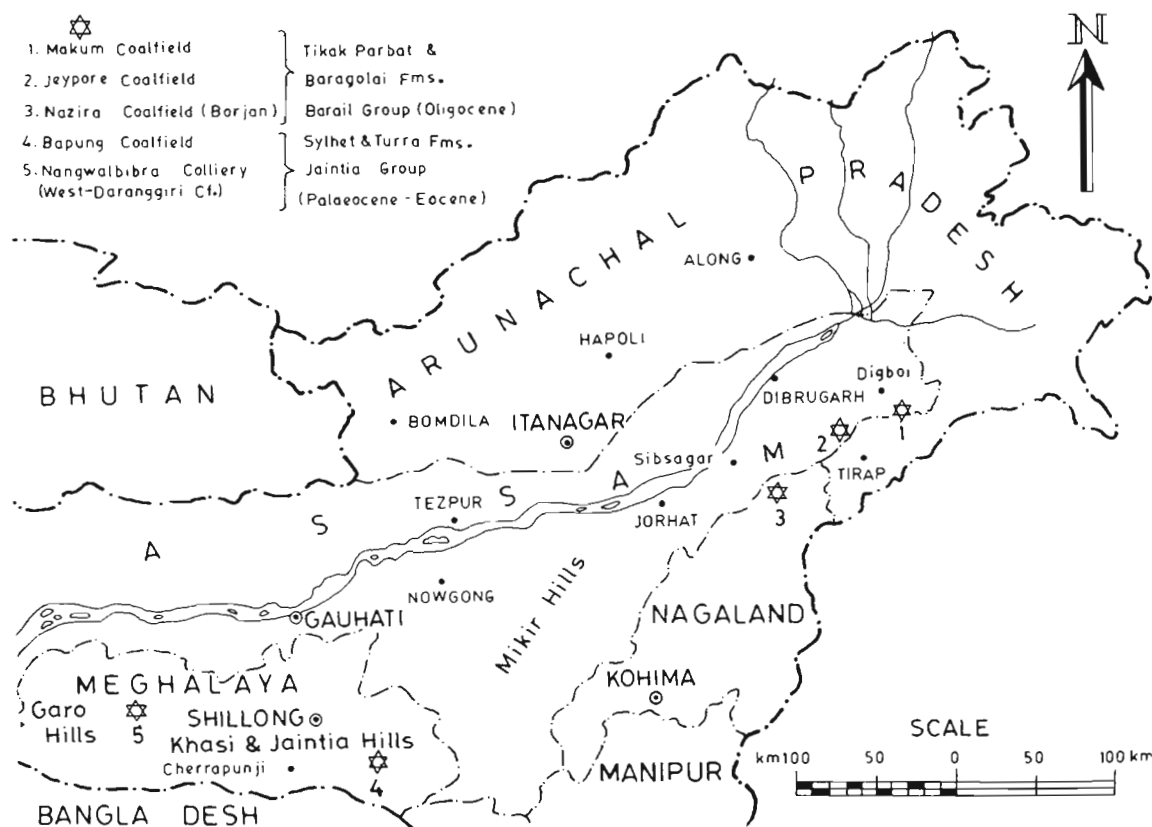 1. Makum Coalfield
2. Jeypore Coalfield
3. Nazira Coalfield (Borjan)
Tikak Parbat &
Baragolai Fms.
Barail Group (Oligocene)
4. Bapung Coalfield
5. Nangwalbibra Colliery
(West-Daranggiri Cf.)
Sylhet & Turra Fms.
Jaintia Group
(Palaeocene - Eocene)
N
ARUNACHAL
PRADESH
ALONG
HAPOLI
BHUTAN
BOMDILA
ITANAGAR
DIBRUGARH
Digboi
1
2
Sibsagar
TIRAP
ASSAM
TEZPUR
JORHAT
3
NOWGONG
Mikir Hills
GAUHATI
NAGALAND
MEGHALAYA
KOHIMA
Garo
Hills
5
SHILLONG
Khasi & Jaintia Hills
Cherrapunji
4
MANIPUR
BANGLA DESH
SCALE
km100 50 0 50 100 km